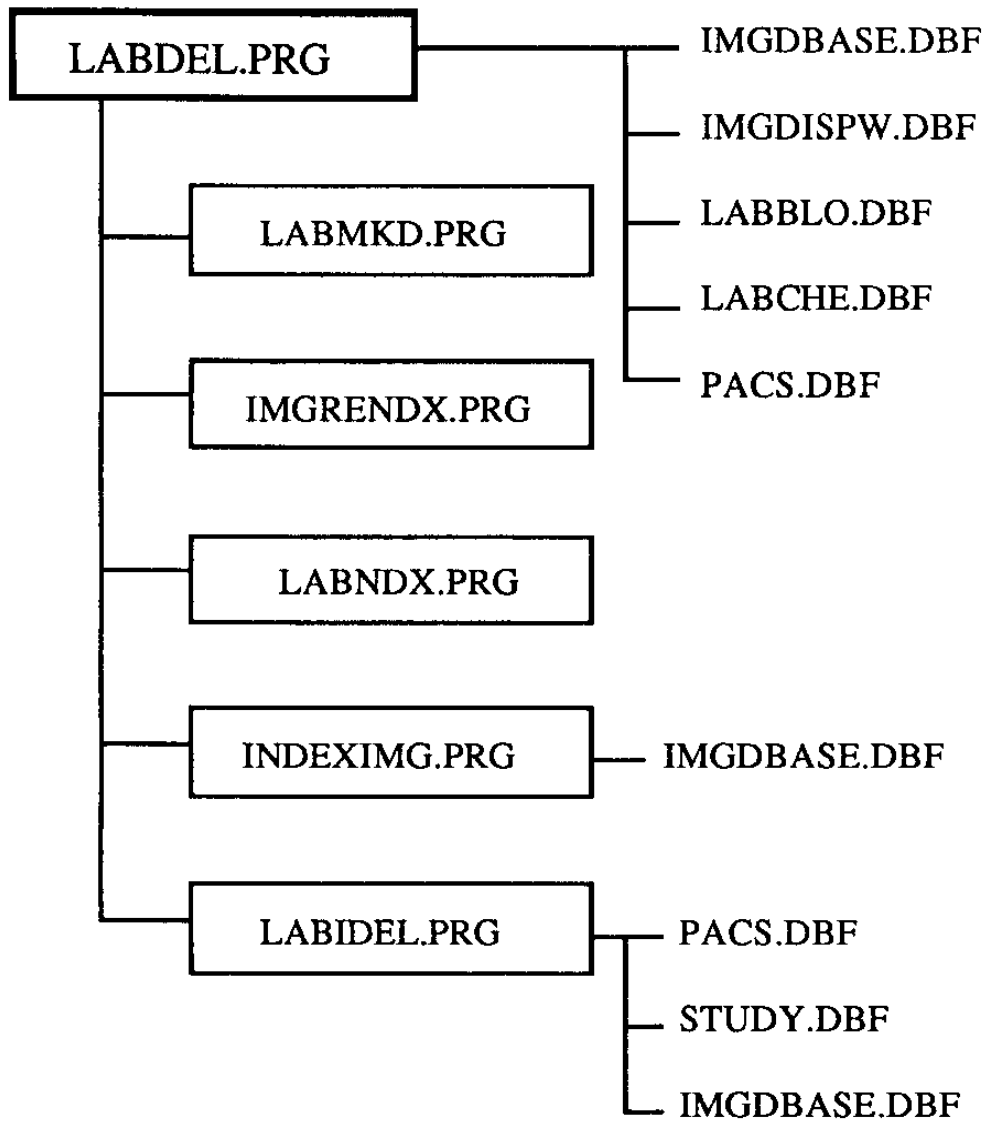 LABDEL.PRG
IMGDBASE.DBF
IMGDISPW.DBF
LABBLO.DBF
LABCHE.DBF
PACS.DBF
LABMKD.PRG
IMGRENDX.PRG
LABNDX.PRG
INDEXIMG.PRG
IMGDBASE.DBF
LABIDEL.PRG
PACS.DBF
STUDY.DBF
IMGDBASE.DBF